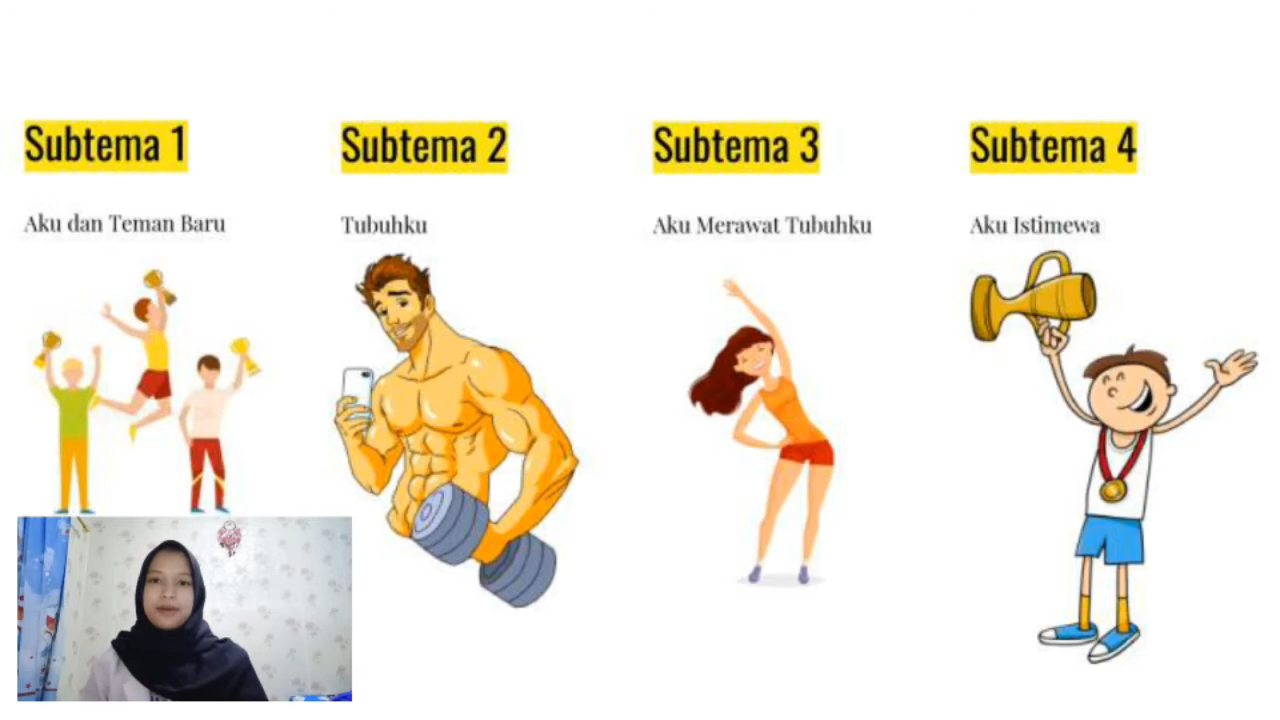 Subtema 1
Aku dan Teman Baru
Subtema 2
Tubuhku
Subtema 3
Aku Merawat Tubuhku
Subtema 4
Aku Istimewa